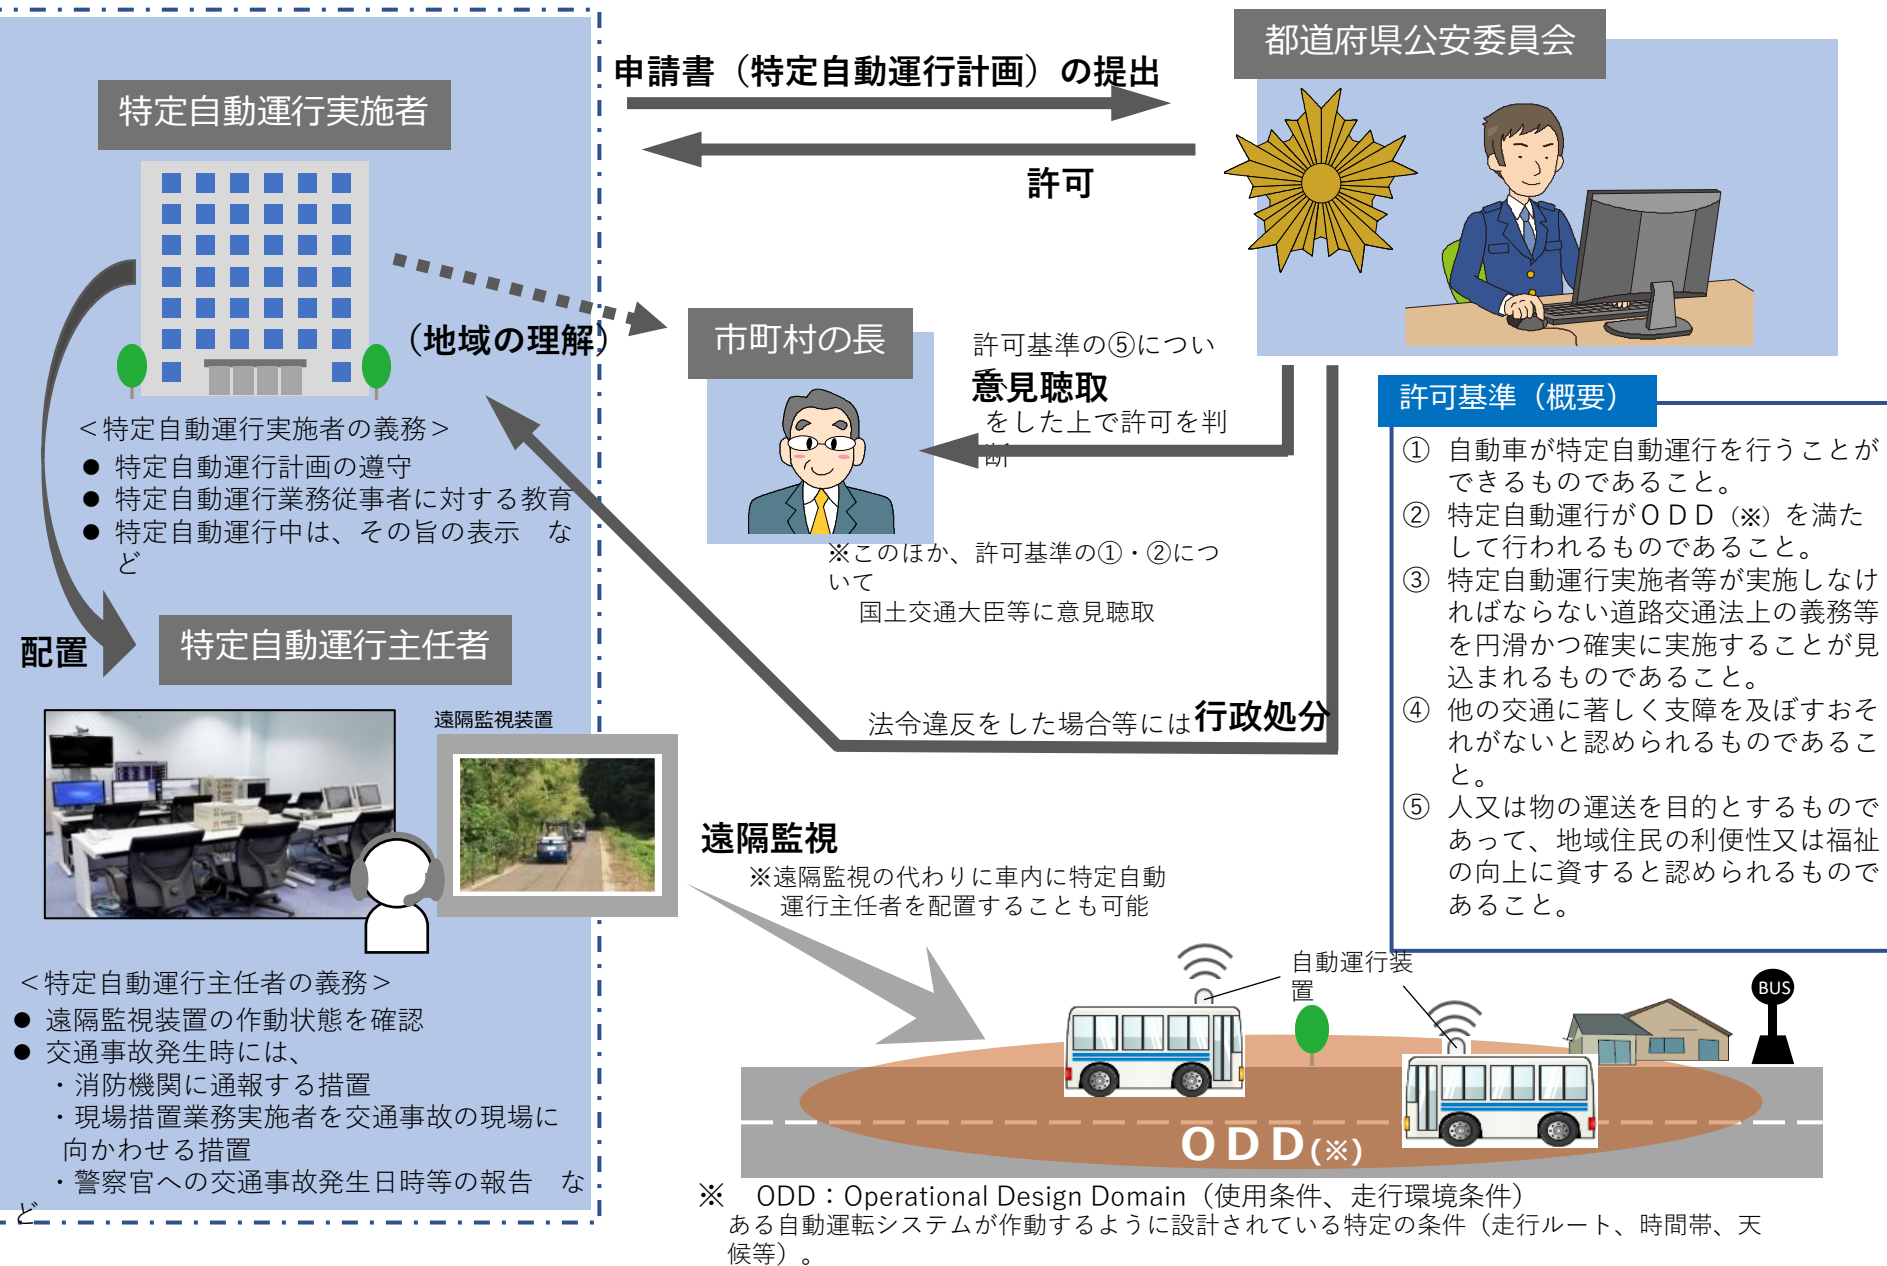 都道府県公安委員会
申請書（特定自動運行計画）の提出
許可
特定自動運行実施者
（地域の理解）
市町村の長
許可基準の⑤につい
意見聴取
をした上で許可を判
断
※このほか、許可基準の①・②につ
いて
国土交通大臣等に意見聴取
＜特定自動運行実施者の義務＞
● 特定自動運行計画の遵守
● 特定自動運行業務従事者に対する教育
● 特定自動運行中は、その旨の表示　な
ど
配置
特定自動運行主任者
遠隔監視装置
法令違反をした場合等には行政処分
許可基準（概要）
① 自動車が特定自動運行を行うことが
できるものであること。
② 特定自動運行がＯＤＤ（※）を満た
して行われるものであること。
③ 特定自動運行実施者等が実施しなけ
ればならない道路交通法上の義務等
を円滑かつ確実に実施することが見
込まれるものであること。
④ 他の交通に著しく支障を及ぼすおそ
れがないと認められるものであるこ
と。
⑤ 人又は物の運送を目的とするもので
あって、地域住民の利便性又は福祉
の向上に資すると認められるもので
あること。
遠隔監視
※遠隔監視の代わりに車内に特定自動
運行主任者を配置することも可能
＜特定自動運行主任者の義務＞
● 遠隔監視装置の作動状態を確認
● 交通事故発生時には、
・消防機関に通報する措置
・現場措置業務実施者を交通事故の現場に
向かわせる措置
・警察官への交通事故発生日時等の報告　な
ど
自動運行装
置
BUS
ＯＤＤ(※)
※　ODD：Operational Design Domain（使用条件、走行環境条件）
ある自動運転システムが作動するように設計されている特定の条件（走行ルート、時間帯、天
候等）。